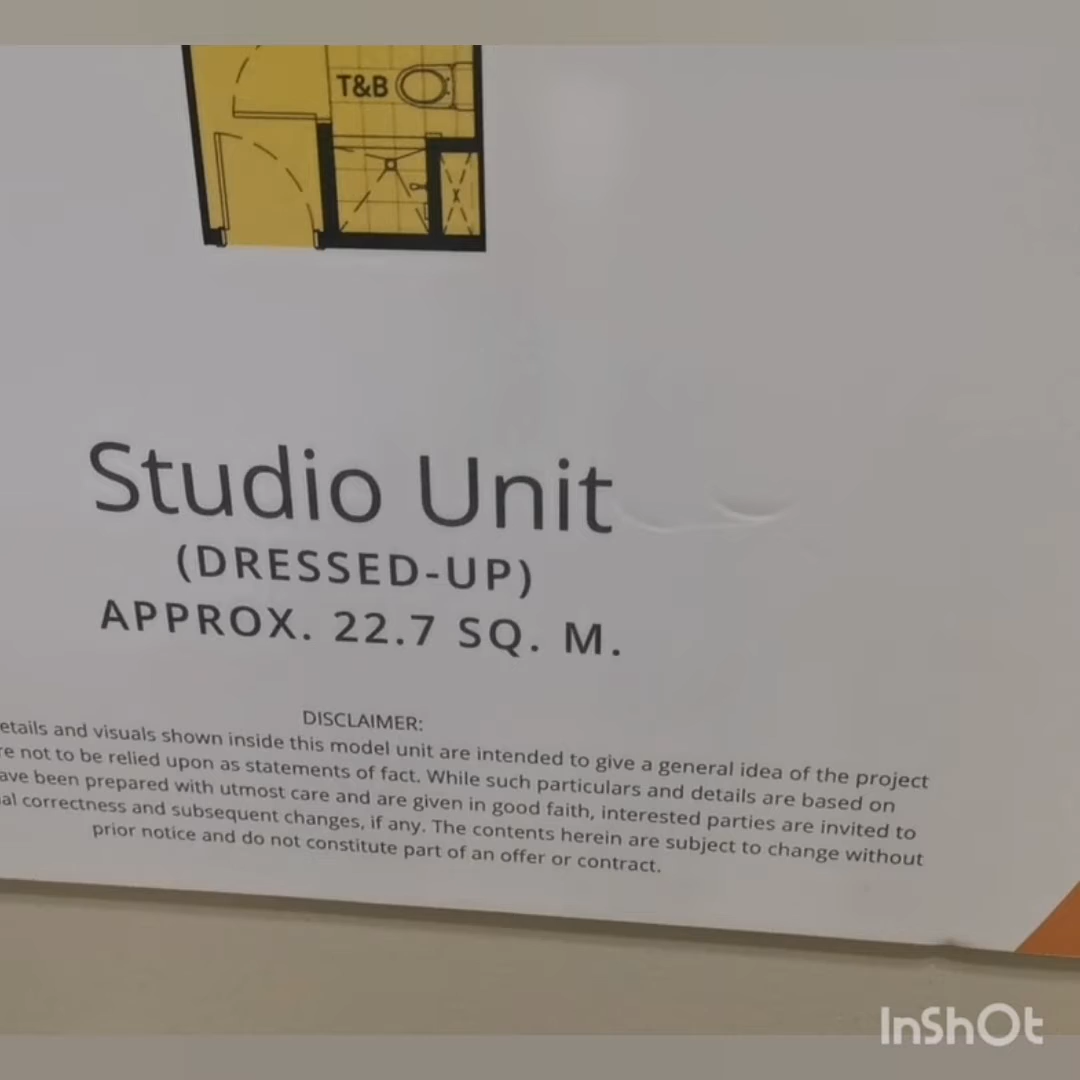 T&B
Studio Unit
(DRESSED-UP)
APPROX. 22.7 SQ. M.
DISCLAIMER:
etails and visuals shown inside this model unit are intended to give a general idea of the project
re not to be relied upon as statements of fact. While such particulars and details are based on
ave been prepared with utmost care and are given in good faith, interested parties are invited to
al correctness and subsequent changes, if any. The contents herein are subject to change without
prior notice and do not constitute part of an offer or contract.
InShOt